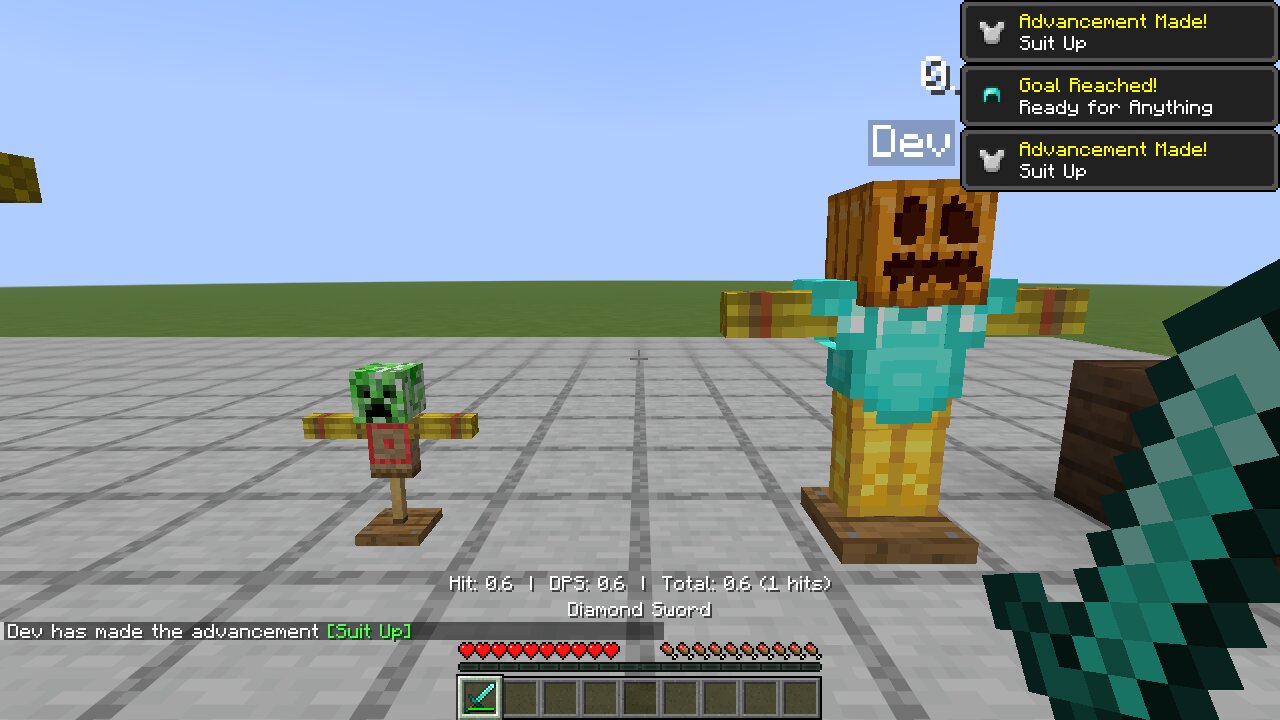 Advancement Made!
Suit Up
Goal Reached!
Ready for Anything
Advancement Made!
Suit Up
0.
Dev
Hit: 0.6 | DPS: 0.6 | Total: 0.6 (1 hits)
Diamond Sword
Dev has made the advancement [Suit Up]